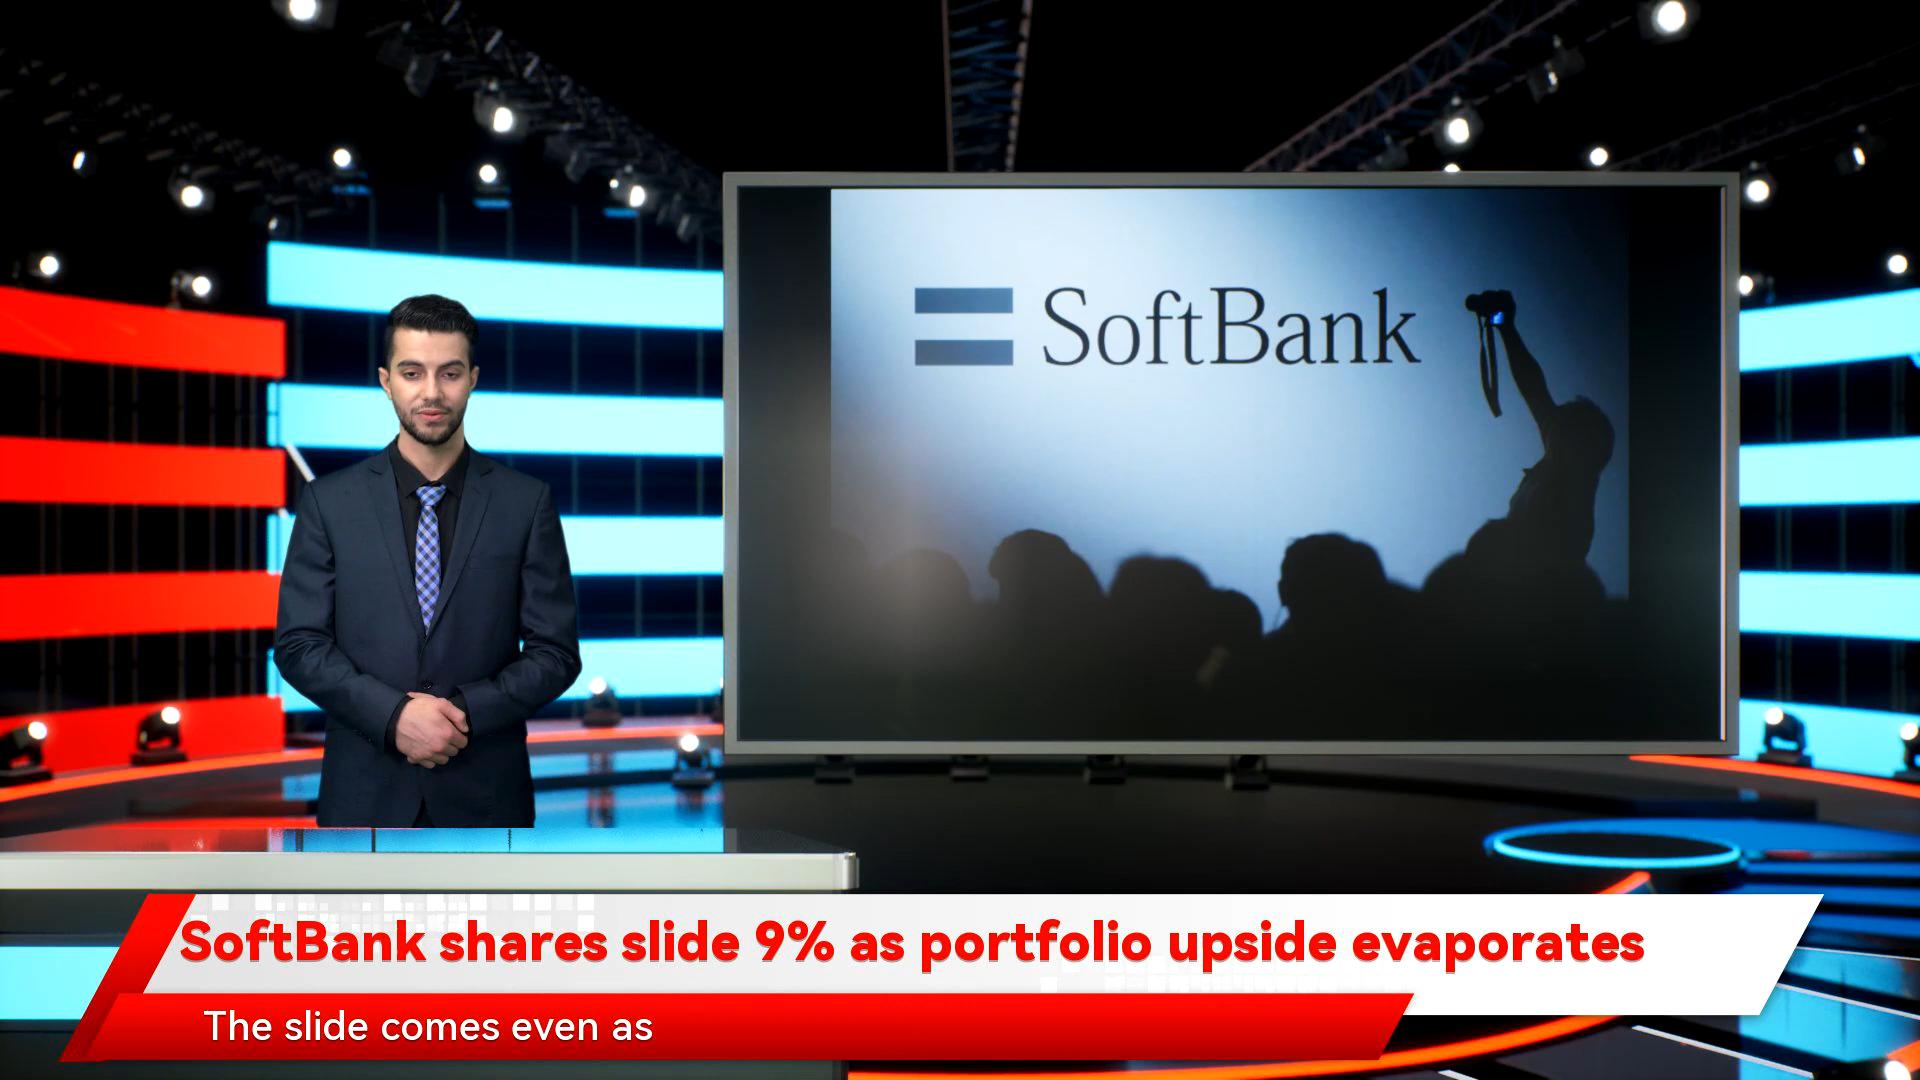 SoftBank
SoftBank shares slide 9% as portfolio upside evaporates
The slide comes even as